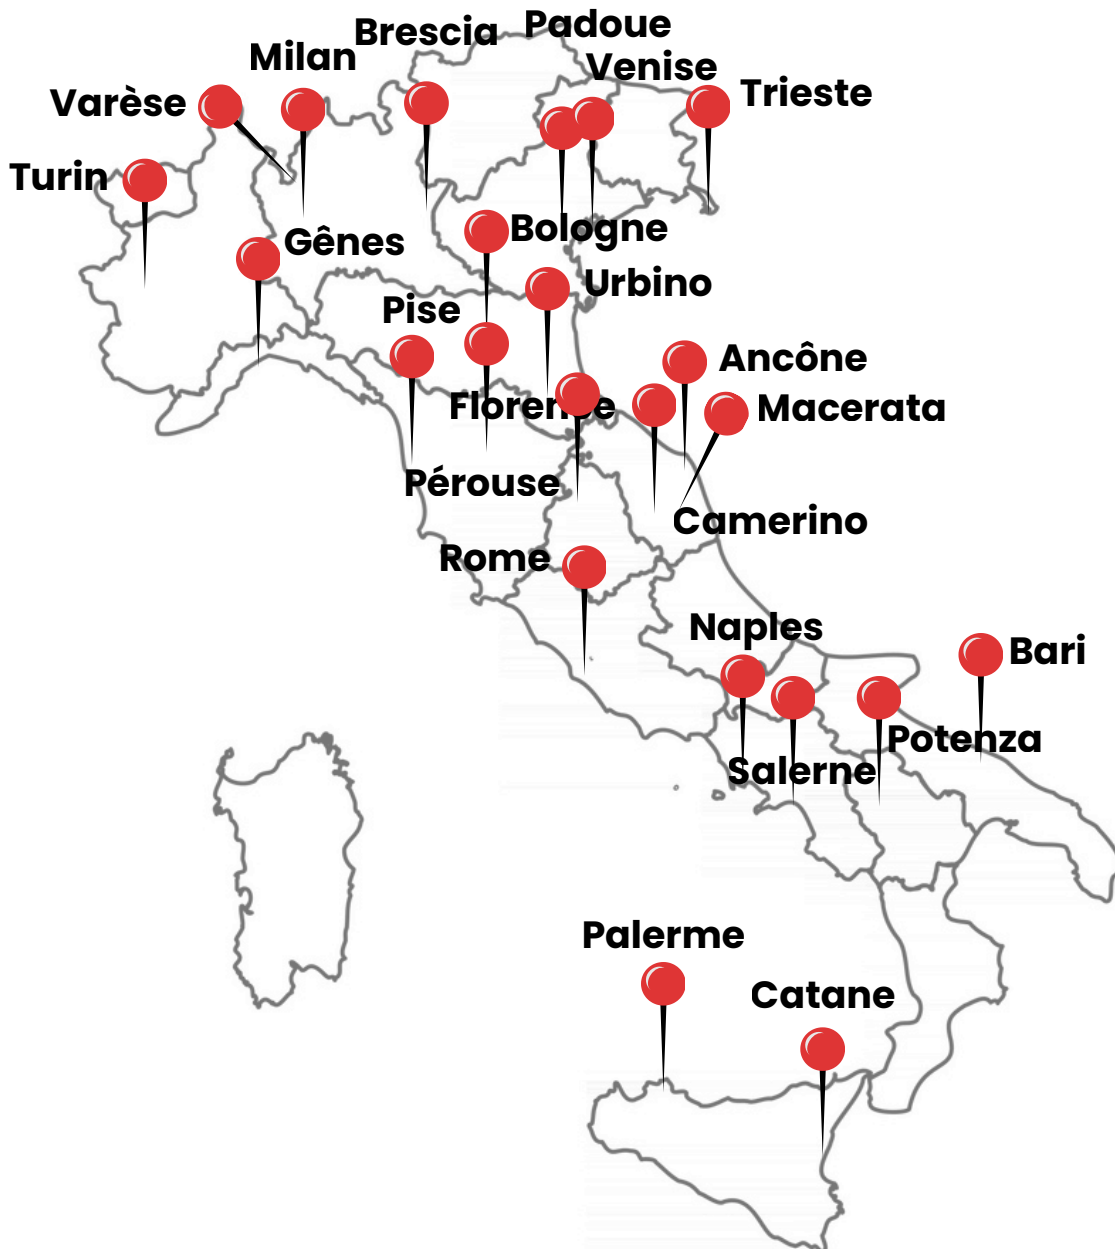 Brescia
Padoue
Milan
Venise
Varèse
Trieste
Turin
Bologne
Gênes
Urbino
Pise
Ancône
Florence
Macerata
Pérouse
Camerino
Rome
Naples
Bari
Potenza
Salerne
Palerme
Catane